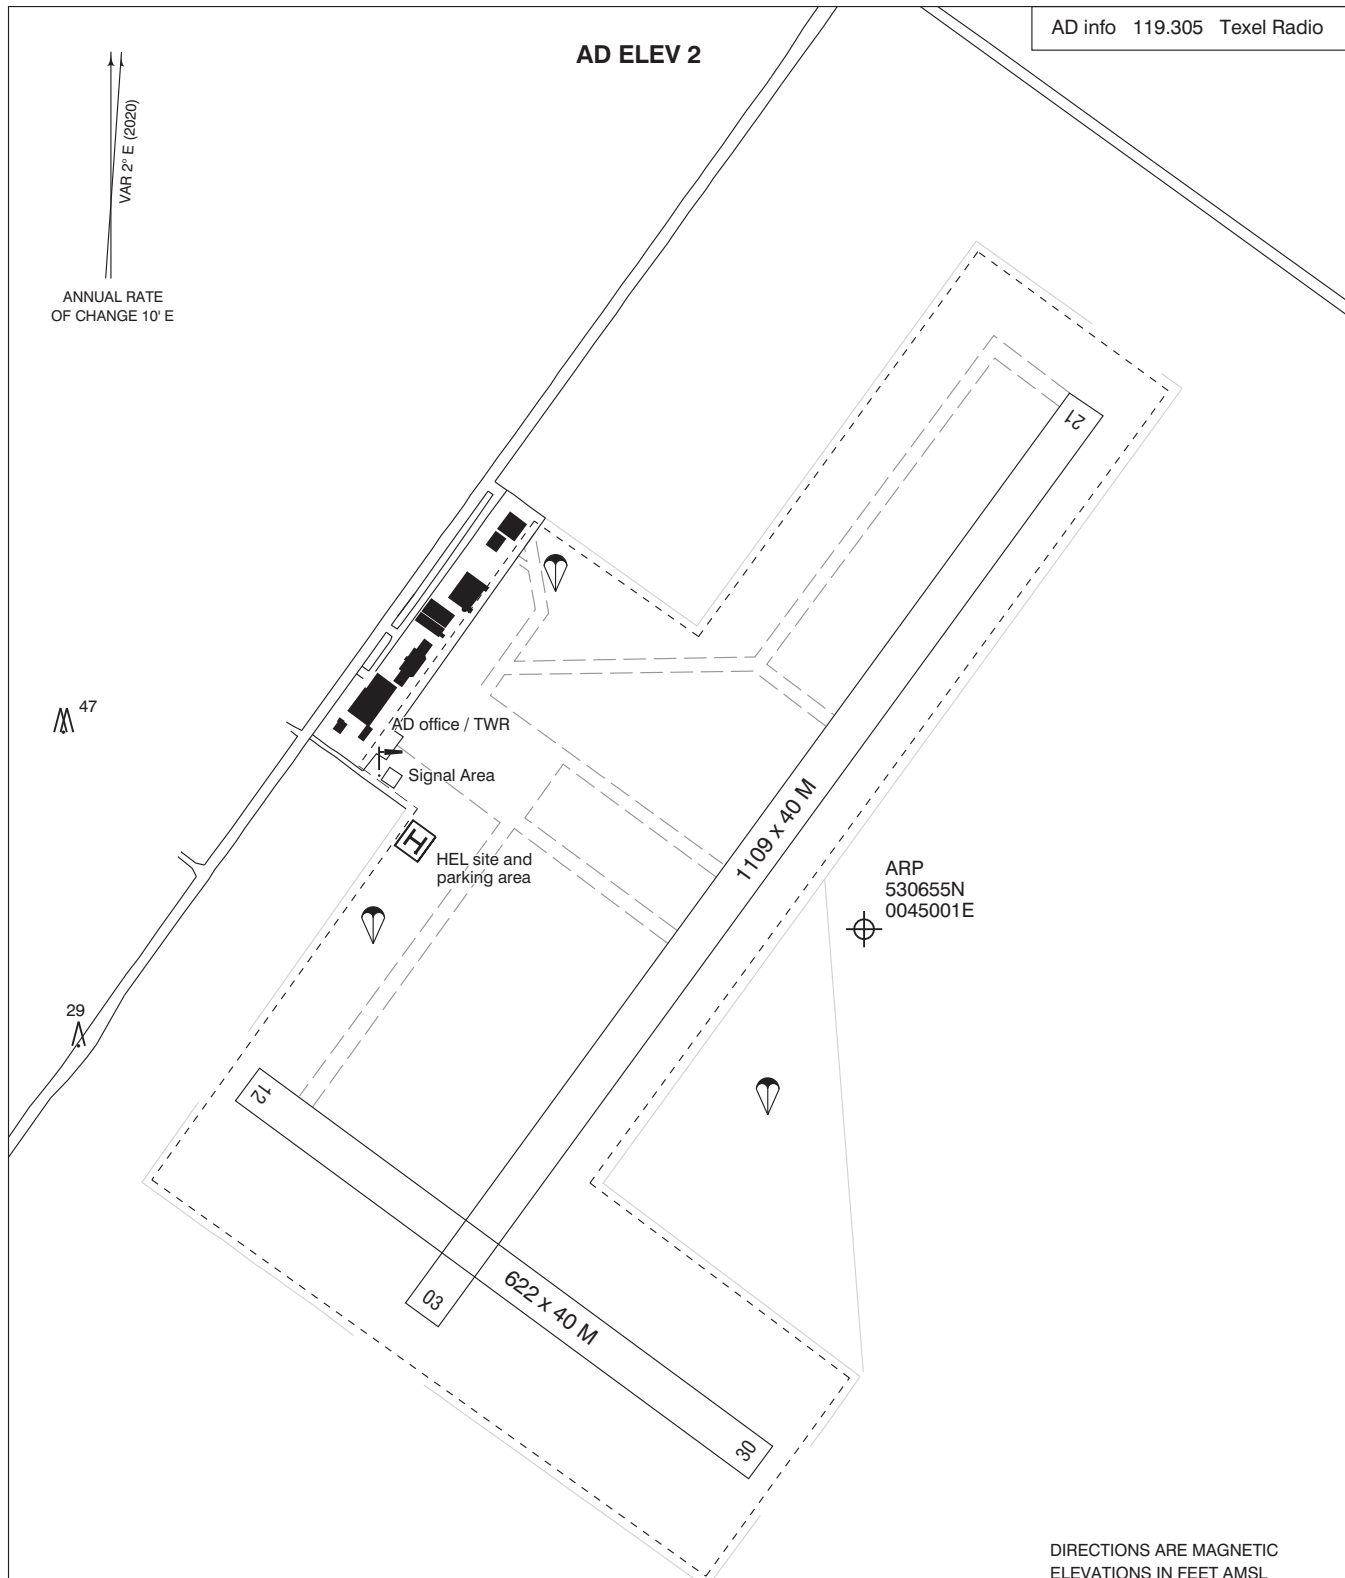 AD info 119.305 Texel Radio
AD ELEV 2
VAR 2° E (2020)
ANNUAL RATE
OF CHANGE 10' E
21
47
AD office / TWR
Signal Area
HEL site and
parking area
H
1109 x 40 M
ARP
530655N
0045001E
29
12
03
622 x 40 M
30
DIRECTIONS ARE MAGNETIC
ELEVATIONS IN FEET AMSL